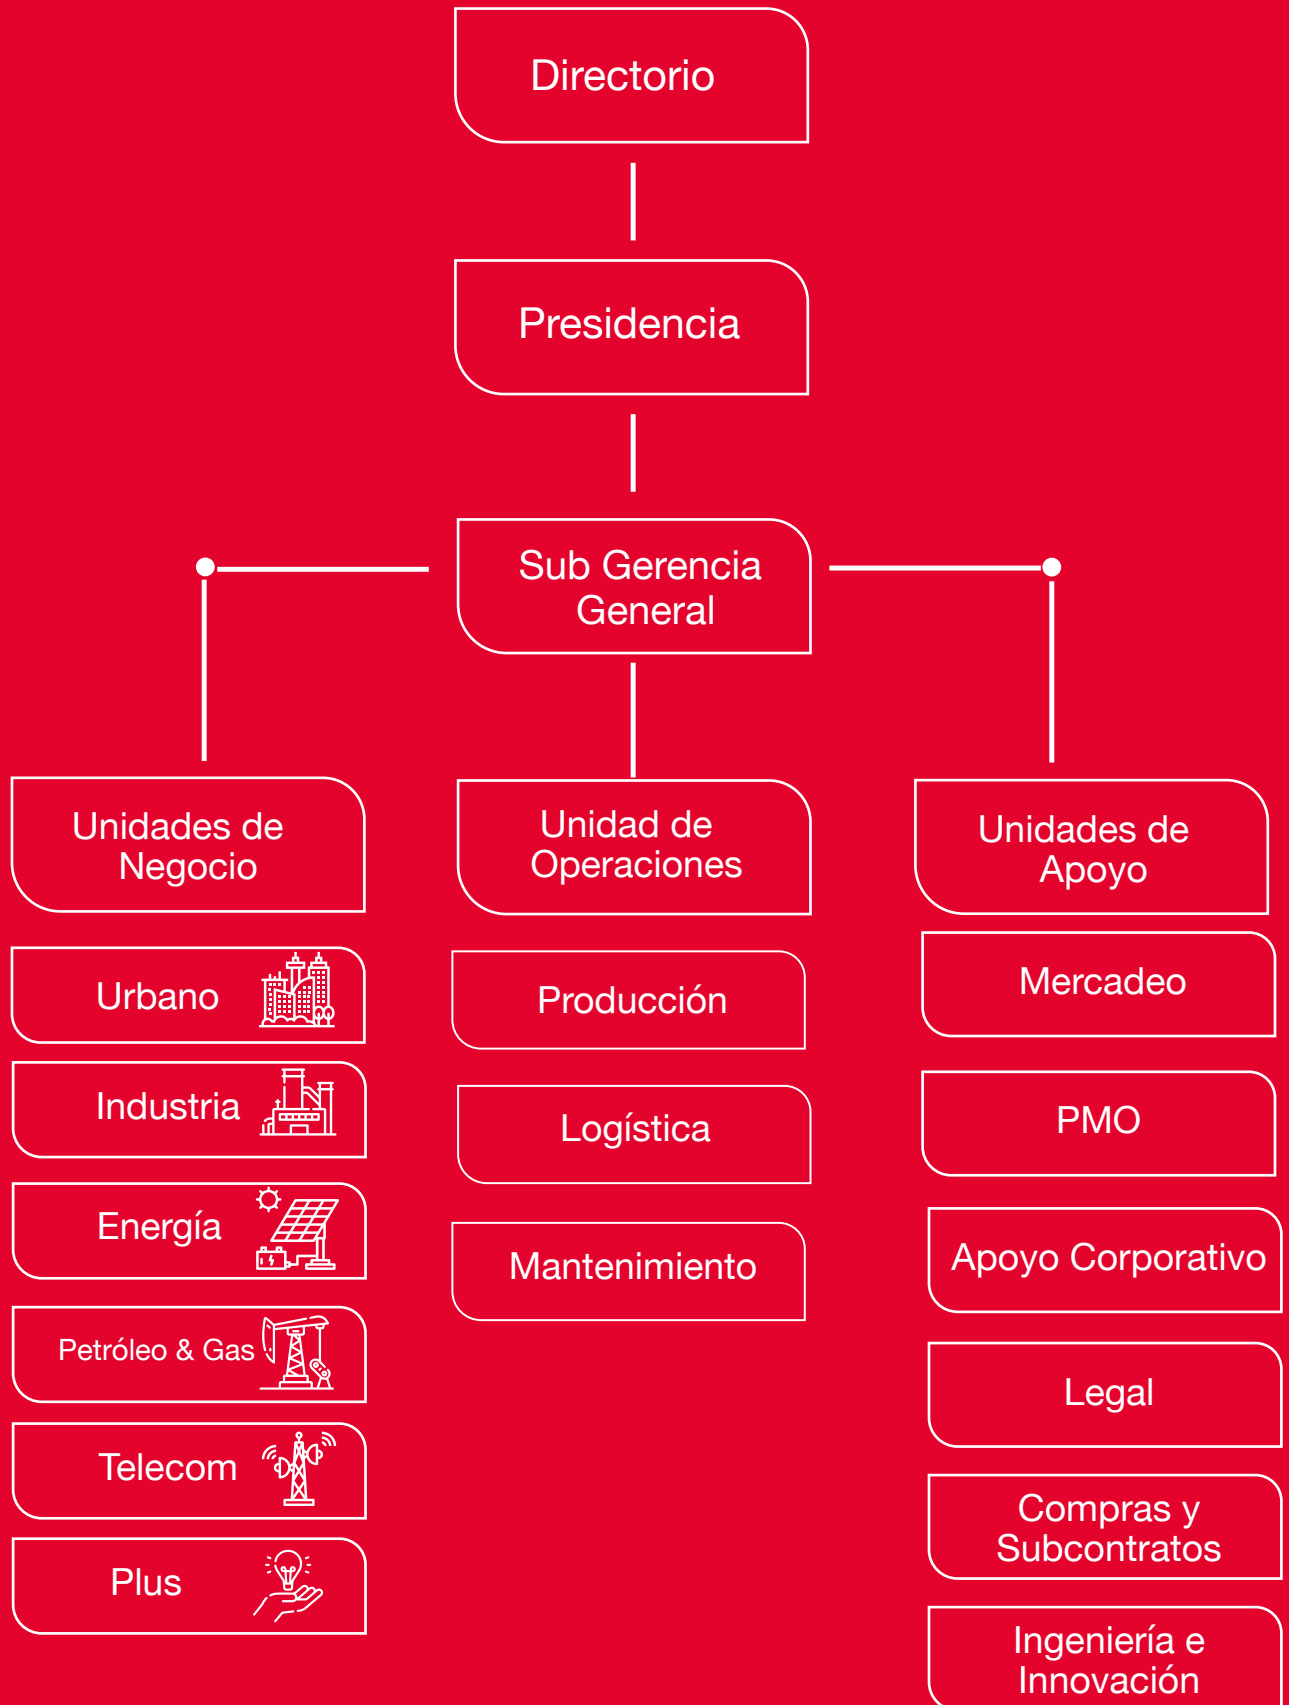 Directorio
Presidencia
Sub Gerencia
General
Unidades de
Negocio
Urbano
Industria
Energía
Petróleo & Gas
Telecom
Plus
Unidad de
Operaciones
Producción
Logística
Mantenimiento
Unidades de
Apoyo
Mercadeo
PMO
Apoyo Corporativo
Legal
Compras y
Subcontratos
Ingeniería e
Innovación